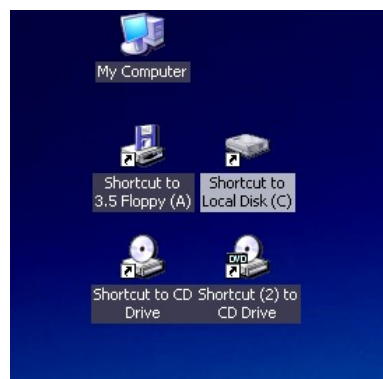 My Computer
Shortcut to
3.5 Floppy (A)
Shortcut to
Local Disk (C)
DVD
Shortcut to CD
Drive
Shortcut (2) to
CD Drive